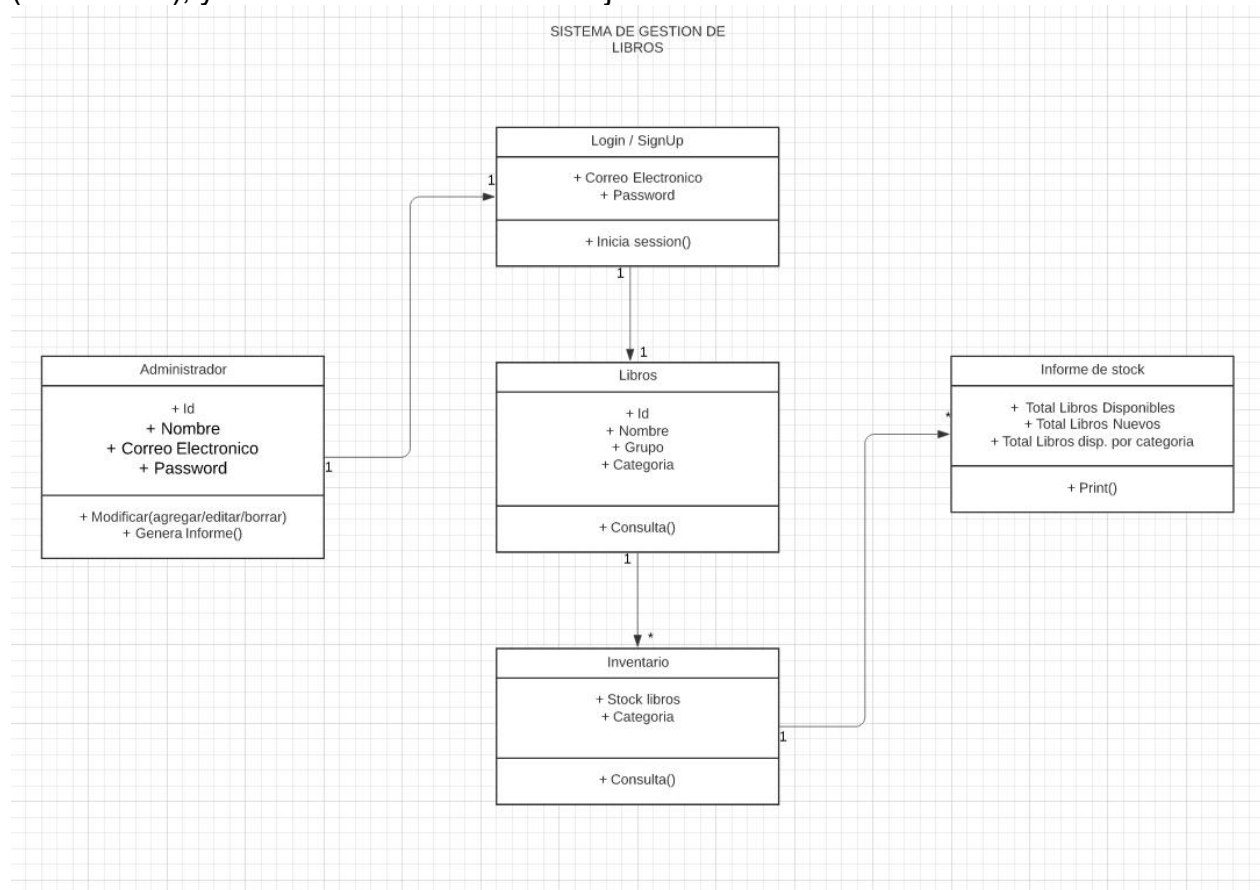 SISTEMA DE GESTION DE
LIBROS
Login / SignUp
+ Correo Electronico
+ Password
+ Inicia session()
1
1
1
Administrador
+ Id
+ Nombre
+ Correo Electronico
+ Password
1
+ Modificar(agregar/editar/borrar)
+ Genera Informe()
Libros
+ Id
+ Nombre
+ Grupo
+ Categoria
+ Consulta()
1
*
Inventario
+ Stock libros
+ Categoria
+ Consulta()
1
*
Informe de stock
+ Total Libros Disponibles
+ Total Libros Nuevos
+ Total Libros disp. por categoria
+ Print()